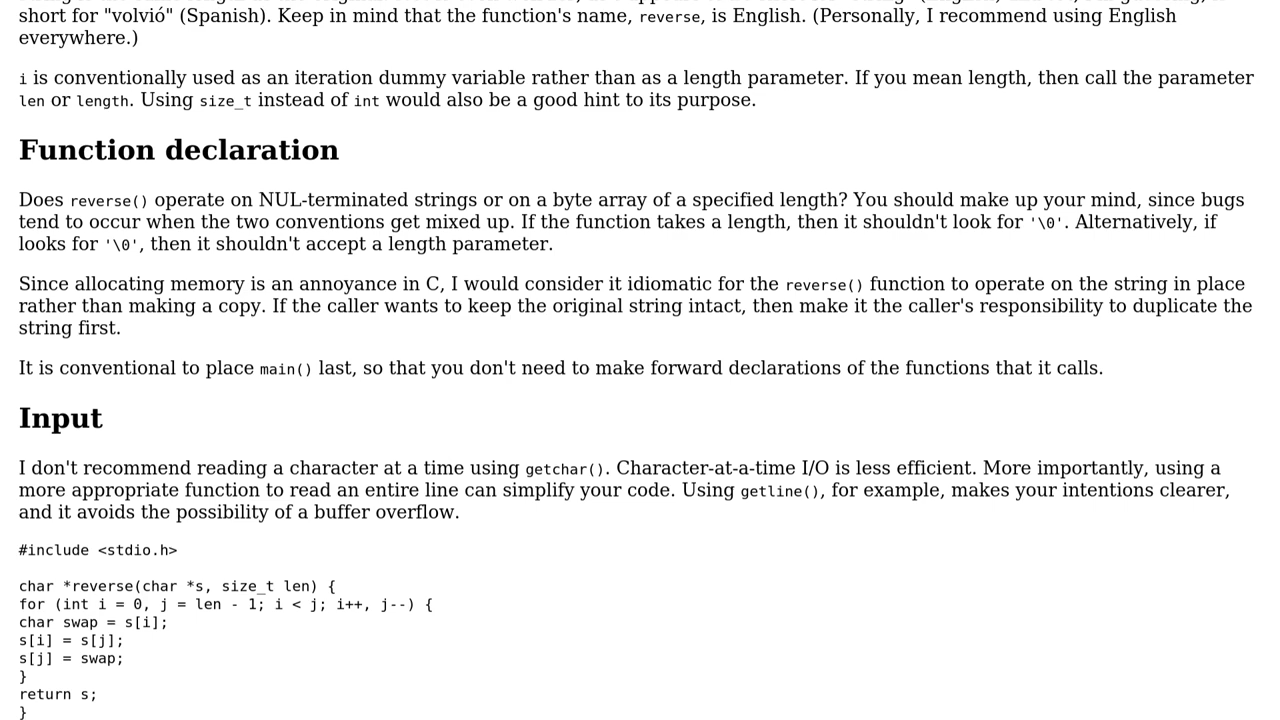 short for "volvió" (Spanish). Keep in mind that the function's name, reverse, is English. (Personally, I recommend using English
everywhere.)
i is conventionally used as an iteration dummy variable rather than as a length parameter. If you mean length, then call the parameter
len or length. Using size_t instead of int would also be a good hint to its purpose.
Function declaration
Does reverse() operate on NUL-terminated strings or on a byte array of a specified length? You should make up your mind, since bugs
tend to occur when the two conventions get mixed up. If the function takes a length, then it shouldn't look for '\0'. Alternatively, if
looks for '\0', then it shouldn't accept a length parameter.
Since allocating memory is an annoyance in C, I would consider it idiomatic for the reverse() function to operate on the string in place
rather than making a copy. If the caller wants to keep the original string intact, then make it the caller's responsibility to duplicate the
string first.
It is conventional to place main() last, so that you don't need to make forward declarations of the functions that it calls.
Input
I don't recommend reading a character at a time using getchar(). Character-at-a-time I/O is less efficient. More importantly, using a
more appropriate function to read an entire line can simplify your code. Using getline(), for example, makes your intentions clearer,
and it avoids the possibility of a buffer overflow.
#include <stdio.h>
char *reverse(char *s, size_t len) {
for (int i = 0, j = len - 1; i < j; i++, j--) {
char swap = s[i];
s[i] = s[j];
s[j] = swap;
}
return s;
}